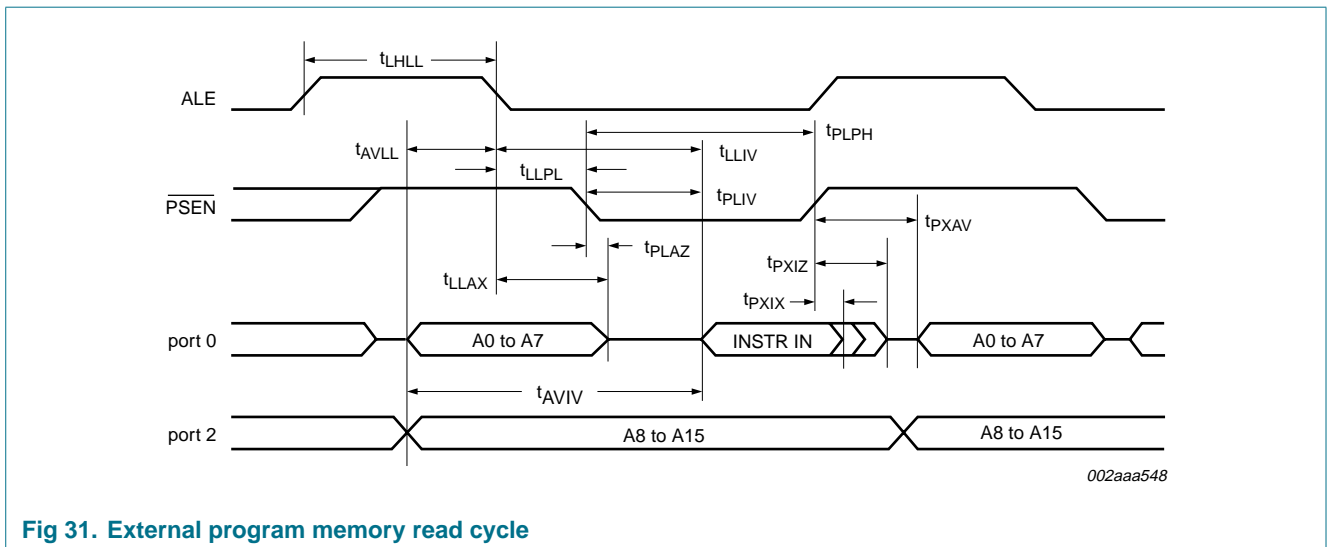 tLHLL
ALE
tPLPH
tAVLL
tLLIV
tLLPL
PSEN
tPLIV
tPXAV
tPLAZ
tLLAX
tPXIZ
tPXIX
port 0
A0 to A7
INSTR IN
A0 to A7
tAVIV
port 2
A8 to A15
A8 to A15
002aaa548
Fig 31. External program memory read cycle